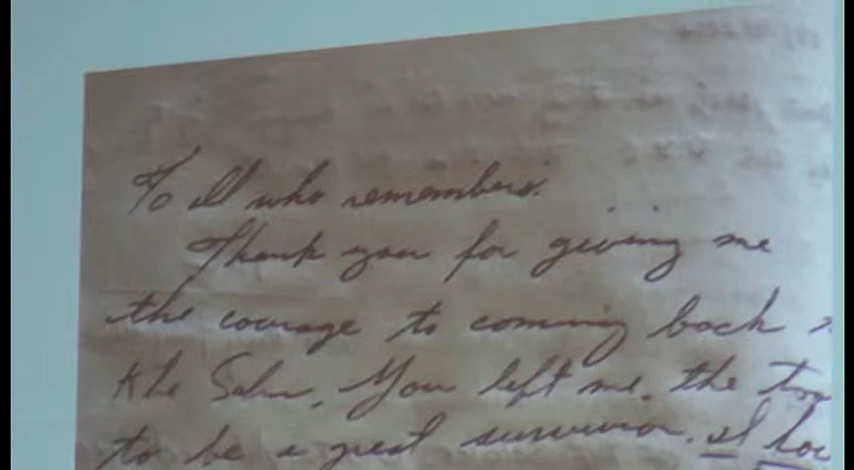 To all who remembers.
Thank you for giving me
the courage to coming back
Khe Sahn, You left me. the
to be a great survivor. I